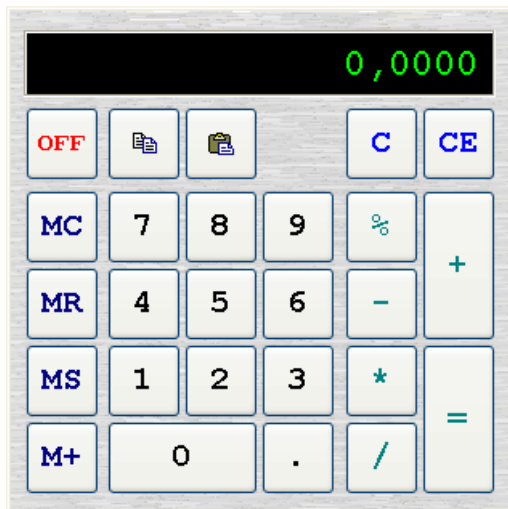 0,0000
OFF C CE
MC 7 8 9 % +
MR 4 5 6 -
MS 1 2 3 * =
M+ 0 . /